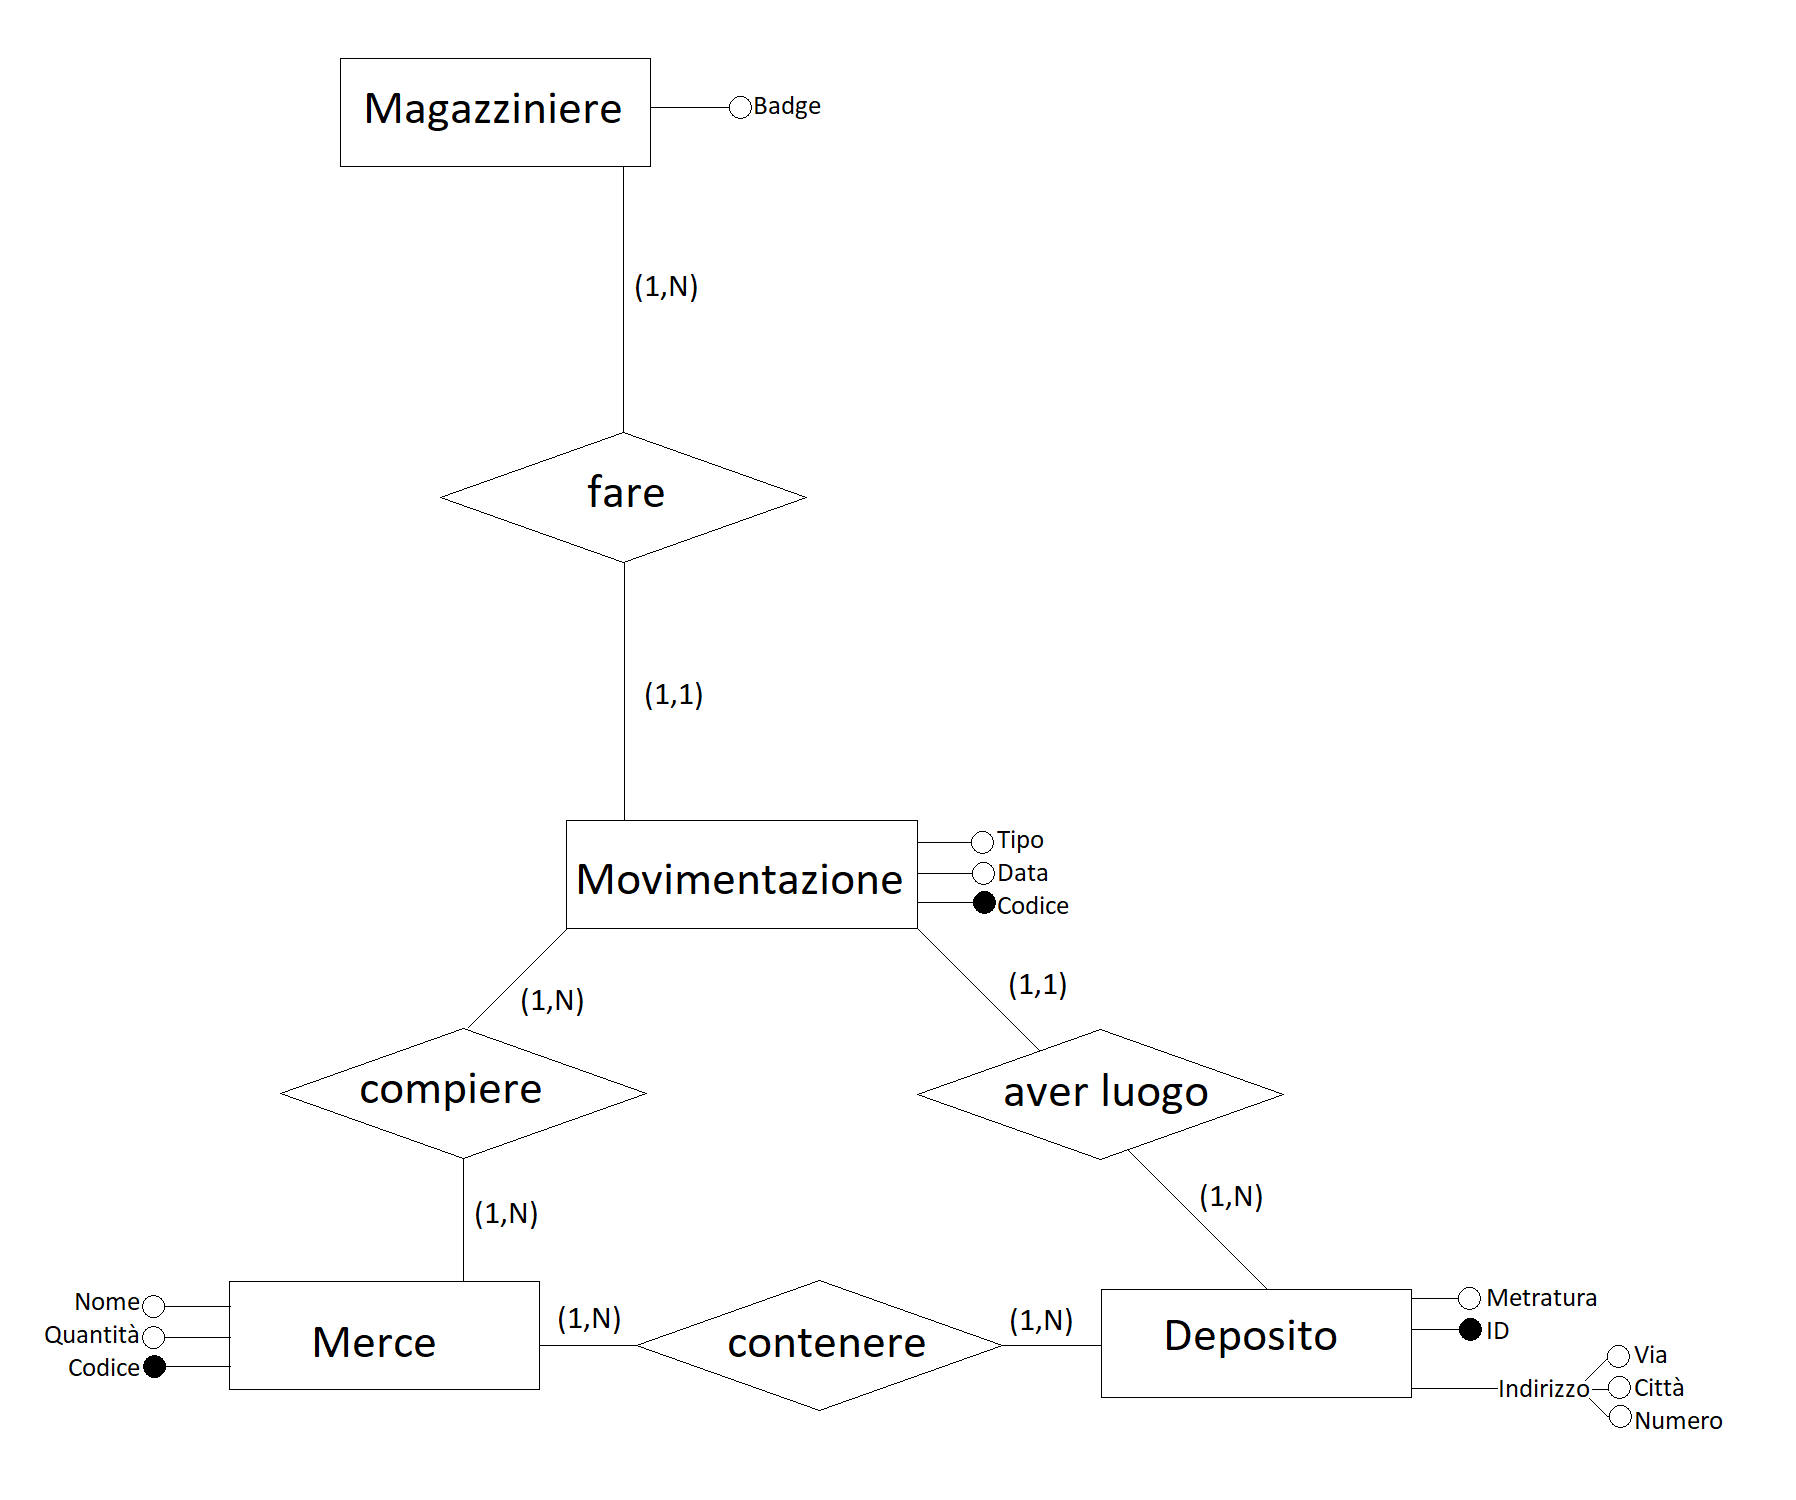 Magazziniere
Badge
(1,N)
fare
(1,1)
Movimentazione
Tipo
Data
Codice
(1,N)
(1,1)
compiere
aver luogo
(1,N)
(1,N)
Nome
Quantità
Codice
Merce
(1,N)
contenere
(1,N)
Deposito
Metratura
ID
Indirizzo
Via
Città
Numero